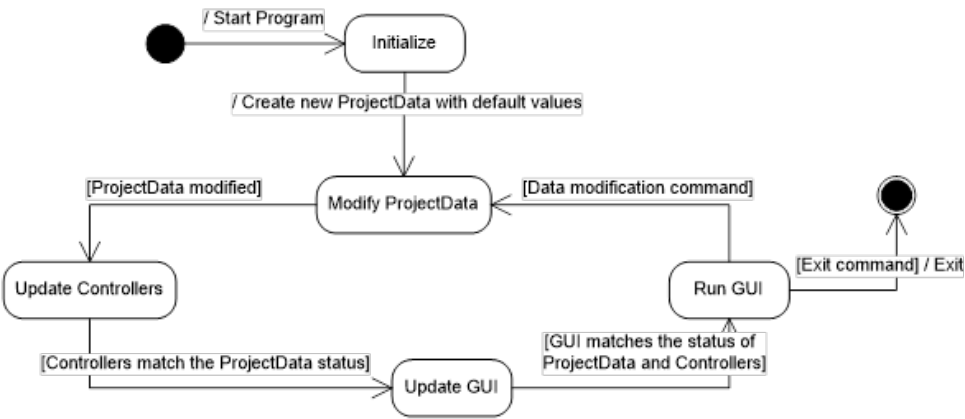 / Start Program
Initialize
/ Create new ProjectData with default values
[ProjectData modified]
Modify ProjectData
[Data modification command]
Update Controllers
Run GUI
[Exit command] / Exit
[Controllers match the ProjectData status]
Update GUI
[GUI matches the status of
ProjectData and Controllers]